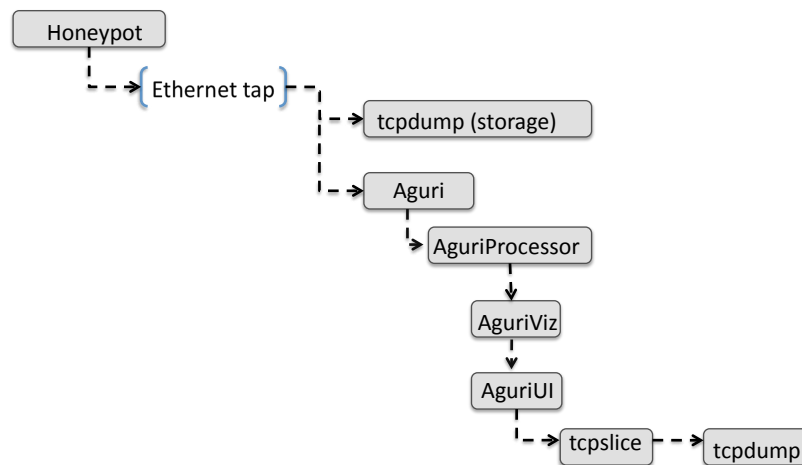 Honeypot
Ethernet tap
tcpdump (storage)
Aguri
AguriProcessor
AguriViz
AguriUI
tcpslice
tcpdump